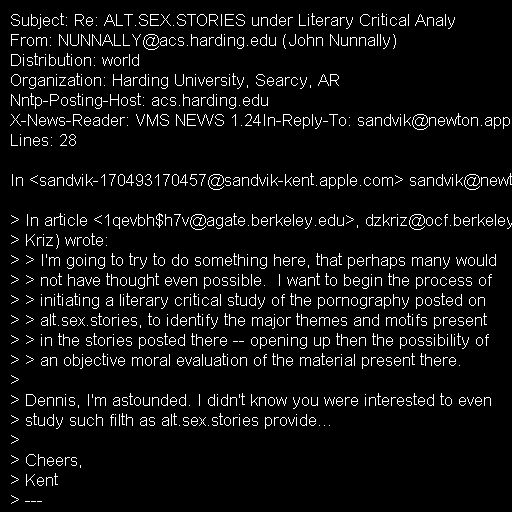 Subject: Re: ALT.SEX.STORIES under Literary Critical Analy
From: NUNNALLY@acs.harding.edu (John Nunnally)
Distribution: world
Organization: Harding University, Searcy, AR
Nntp-Posting-Host: acs.harding.edu
X-News-Reader: VMS NEWS 1.24In-Reply-To: sandvik@newton.app
Lines: 28

In <sandvik-170493170457@sandvik-kent.apple.com> sandvik@newt

> In article <1qevbh$h7v@agate.berkeley.edu>, dzkriz@ocf.berkeley
> Kriz) wrote:
> > I'm going to try to do something here, that perhaps many would
> > not have thought even possible.  I want to begin the process of
> > initiating a literary critical study of the pornography posted on
> > alt.sex.stories, to identify the major themes and motifs present
> > in the stories posted there -- opening up then the possibility of
> > an objective moral evaluation of the material present there.
>
> Dennis, I'm astounded. I didn't know you were interested to even
> study such filth as alt.sex.stories provide...
>
> Cheers,
> Kent
> ---